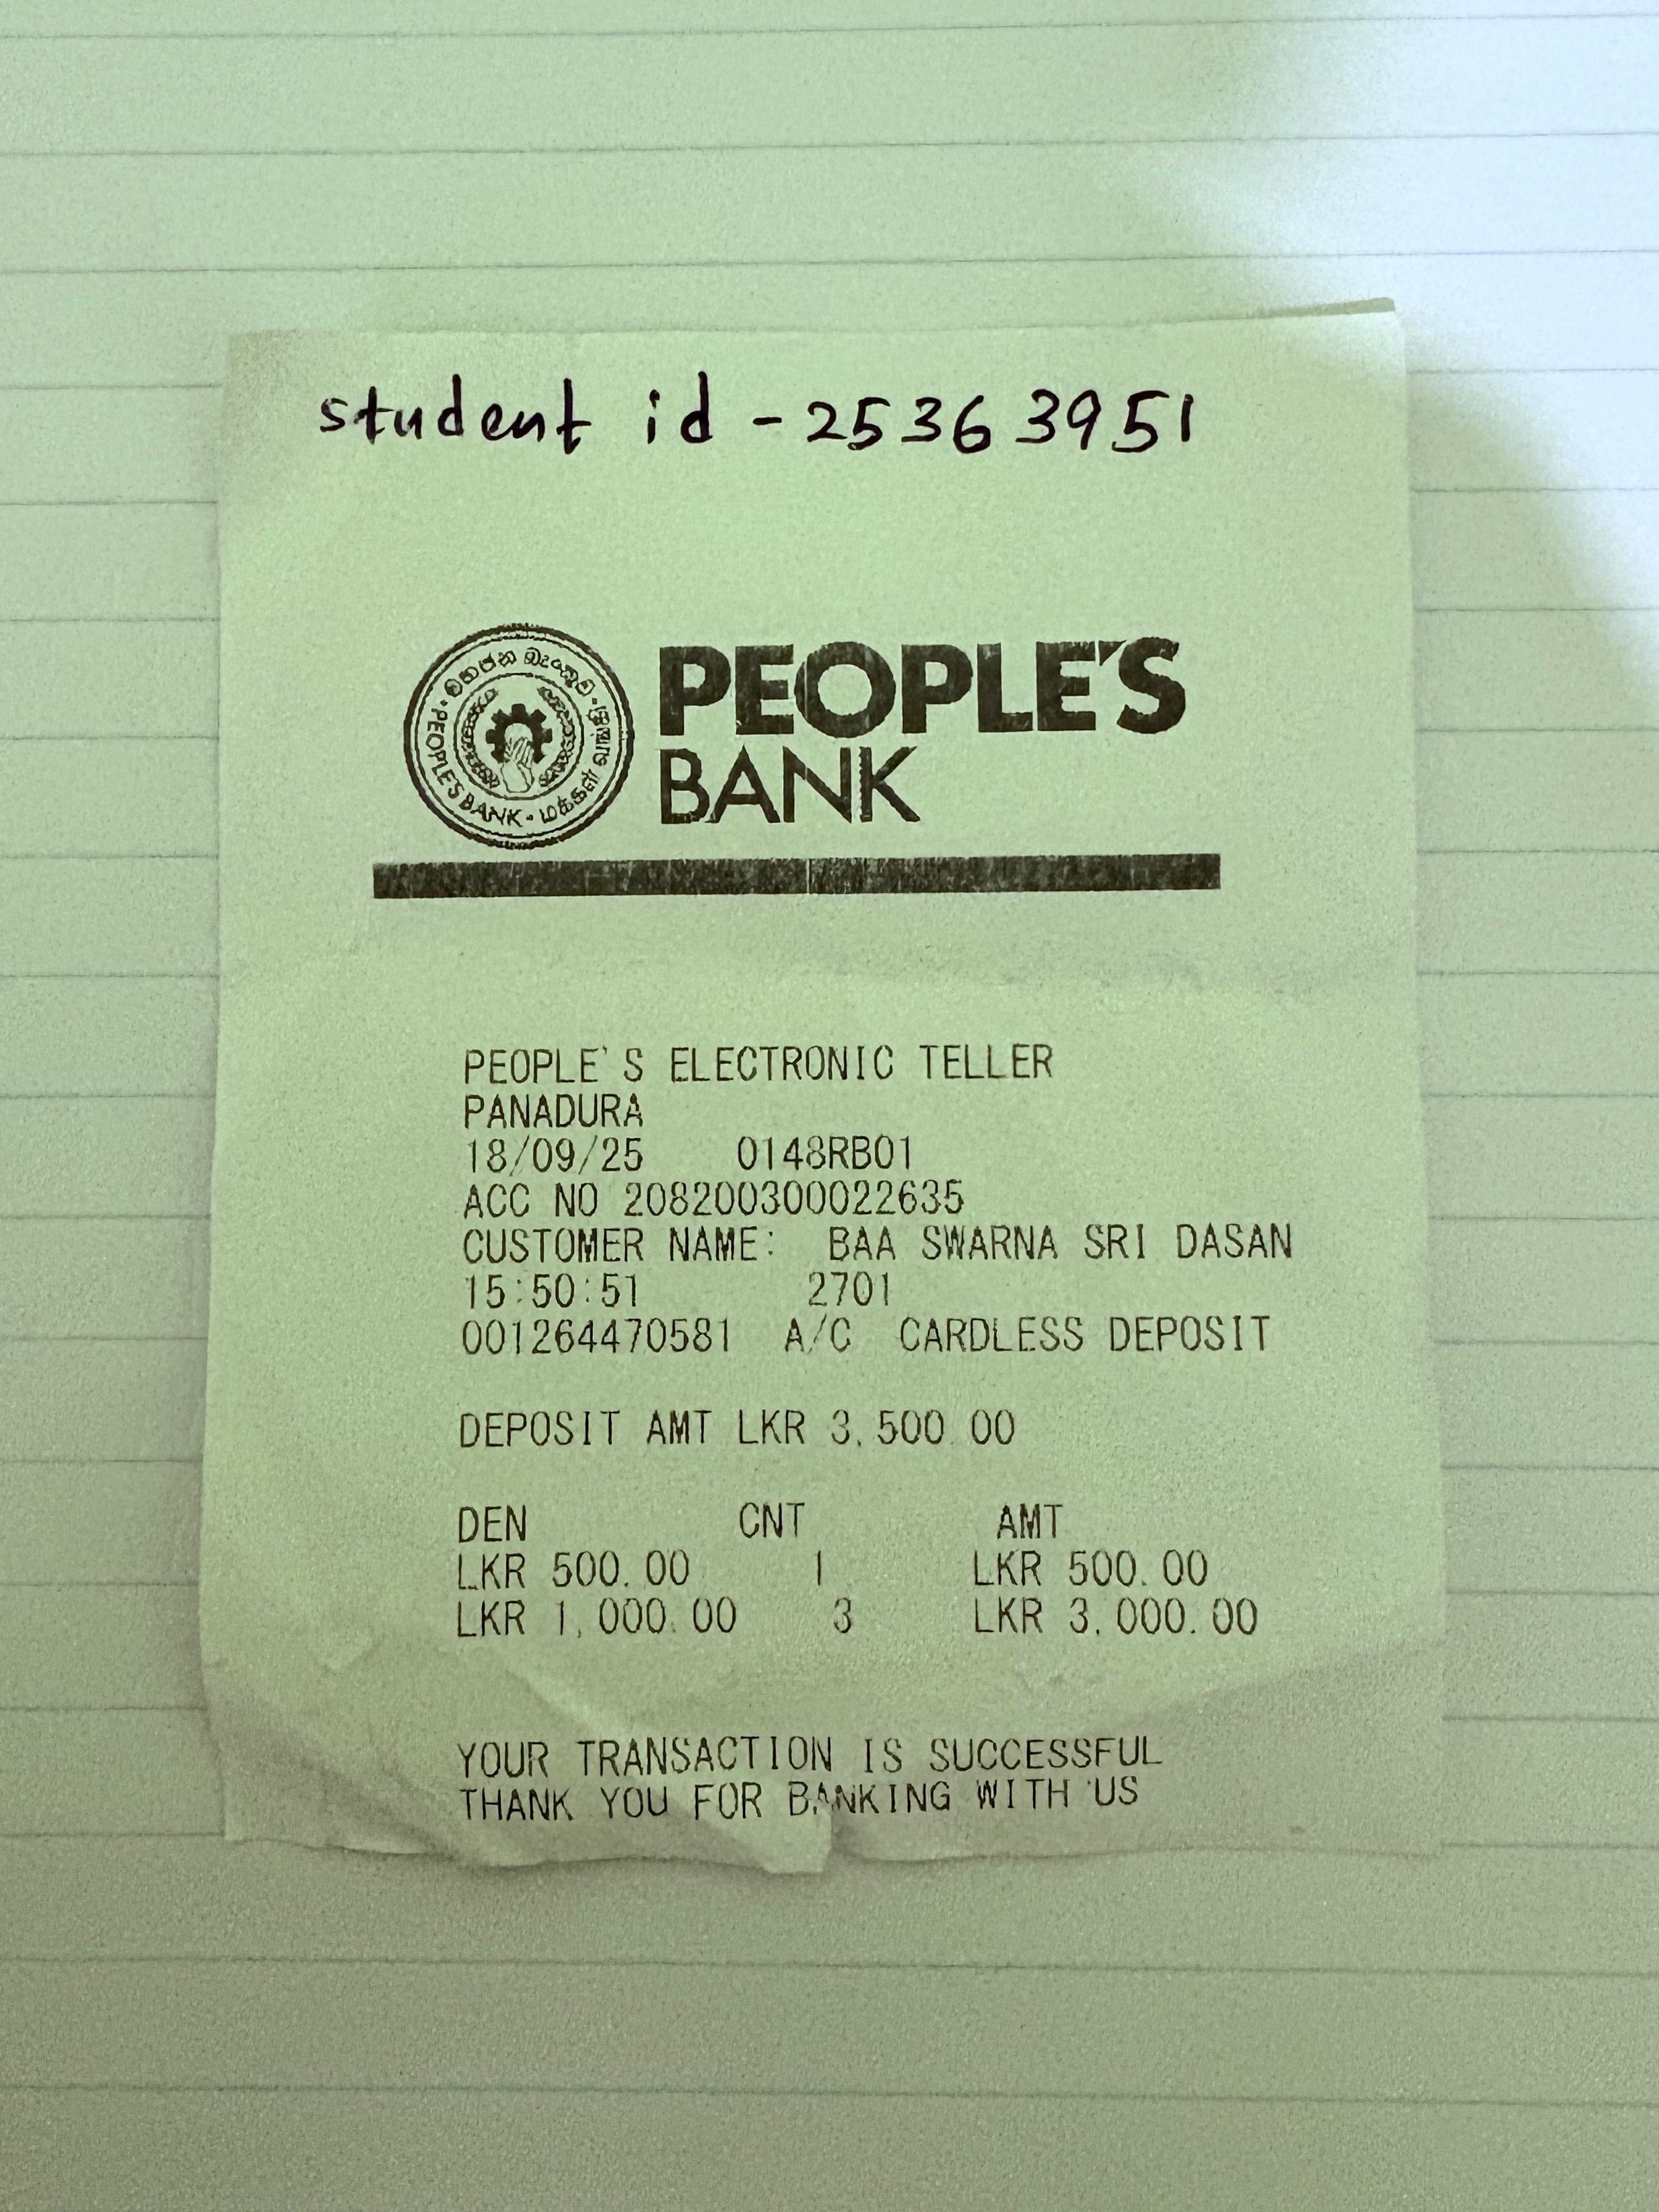 student id - 25363951
මහජන බැංකුව · மக்கள் வங்கி · PEOPLE'S BANK
PEOPLE'S
BANK
PEOPLE'S ELECTRONIC TELLER
PANADURA
18/09/25 0148RB01
ACC NO 208200300022635
CUSTOMER NAME: BAA SWARNA SRI DASAN
15:50:51 2701
001264470581 A/C CARDLESS DEPOSIT
DEPOSIT AMT LKR 3,500.00
DEN CNT AMT
LKR 500.00 1 LKR 500.00
LKR 1,000.00 3 LKR 3,000.00
YOUR TRANSACTION IS SUCCESSFUL
THANK YOU FOR BANKING WITH US